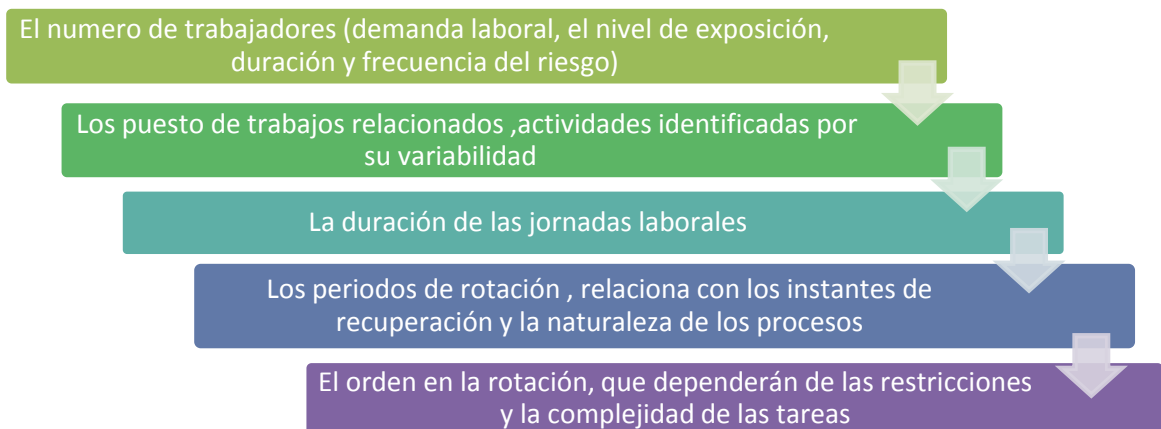 El numero de trabajadores (demanda laboral, el nivel de exposición,
duración y frecuencia del riesgo)
Los puesto de trabajos relacionados ,actividades identificadas por
su variabilidad
La duración de las jornadas laborales
Los periodos de rotación , relaciona con los instantes de
recuperación y la naturaleza de los procesos
El orden en la rotación, que dependerán de las restricciones
y la complejidad de las tareas